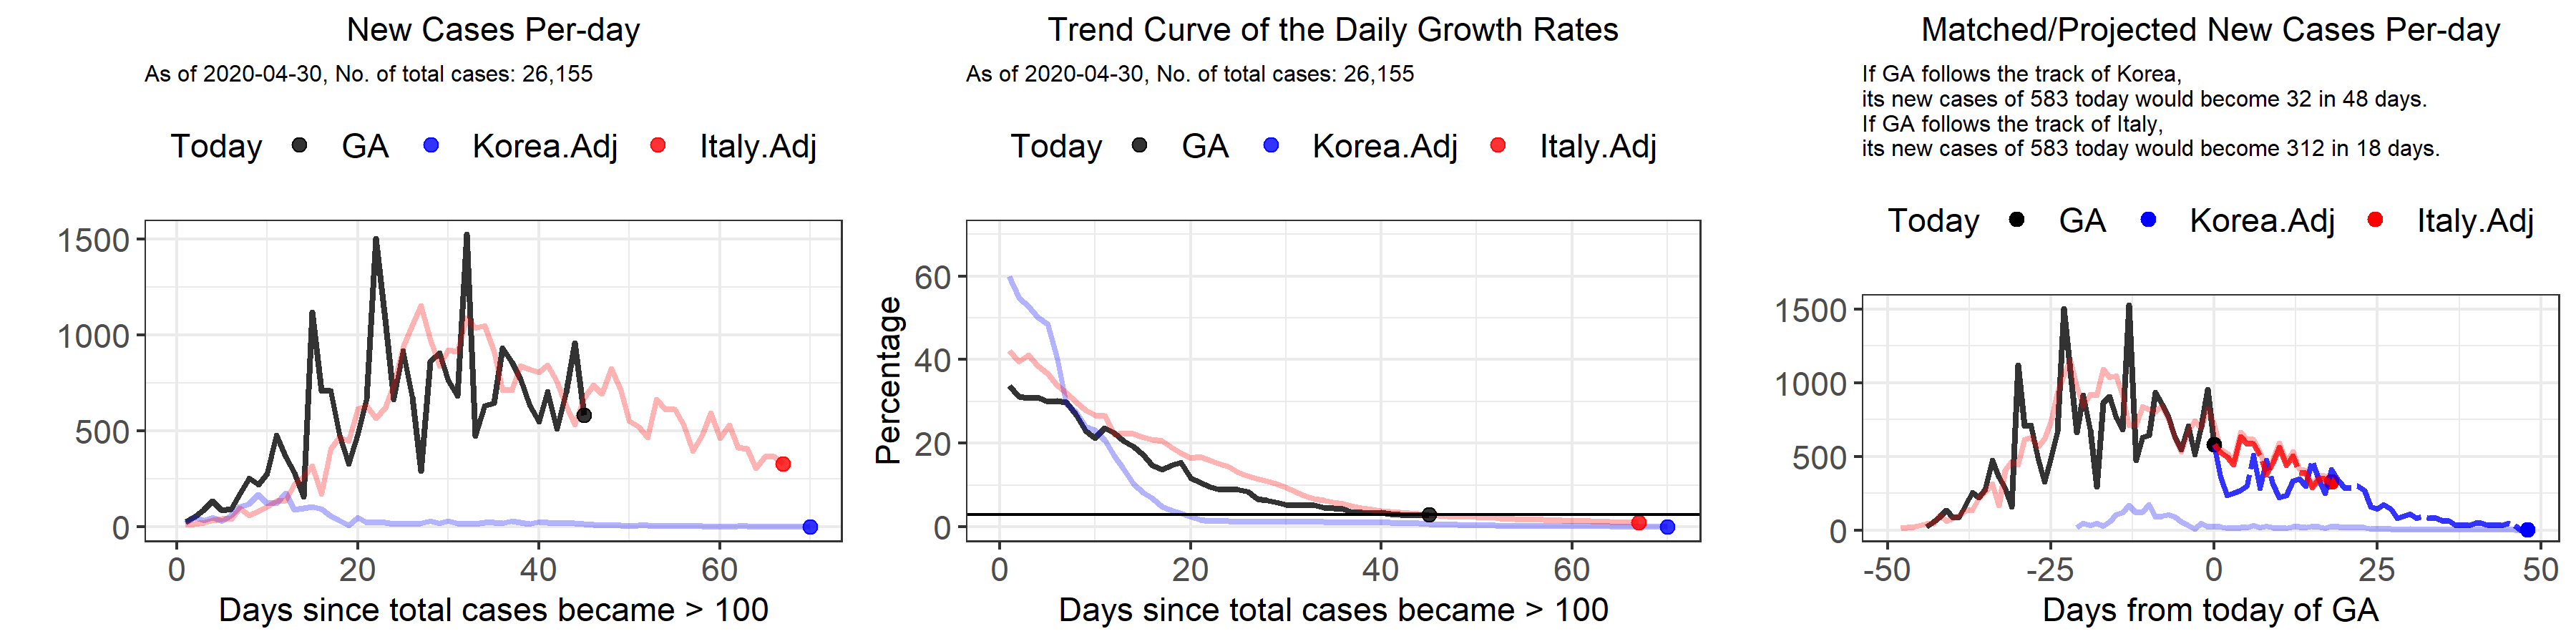 New Cases Per-day
As of 2020-04-30, No. of total cases: 26,155
Today GA Korea.Adj Italy.Adj
1500
1000
500
0
0 20 40 60
Days since total cases became > 100
Trend Curve of the Daily Growth Rates
As of 2020-04-30, No. of total cases: 26,155
Today GA Korea.Adj Italy.Adj
Percentage
60
40
20
0
0 20 40 60
Days since total cases became > 100
Matched/Projected New Cases Per-day
If GA follows the track of Korea,
its new cases of 583 today would become 32 in 48 days.
If GA follows the track of Italy,
its new cases of 583 today would become 312 in 18 days.
Today GA Korea.Adj Italy.Adj
1500
1000
500
0
-50 -25 0 25 50
Days from today of GA